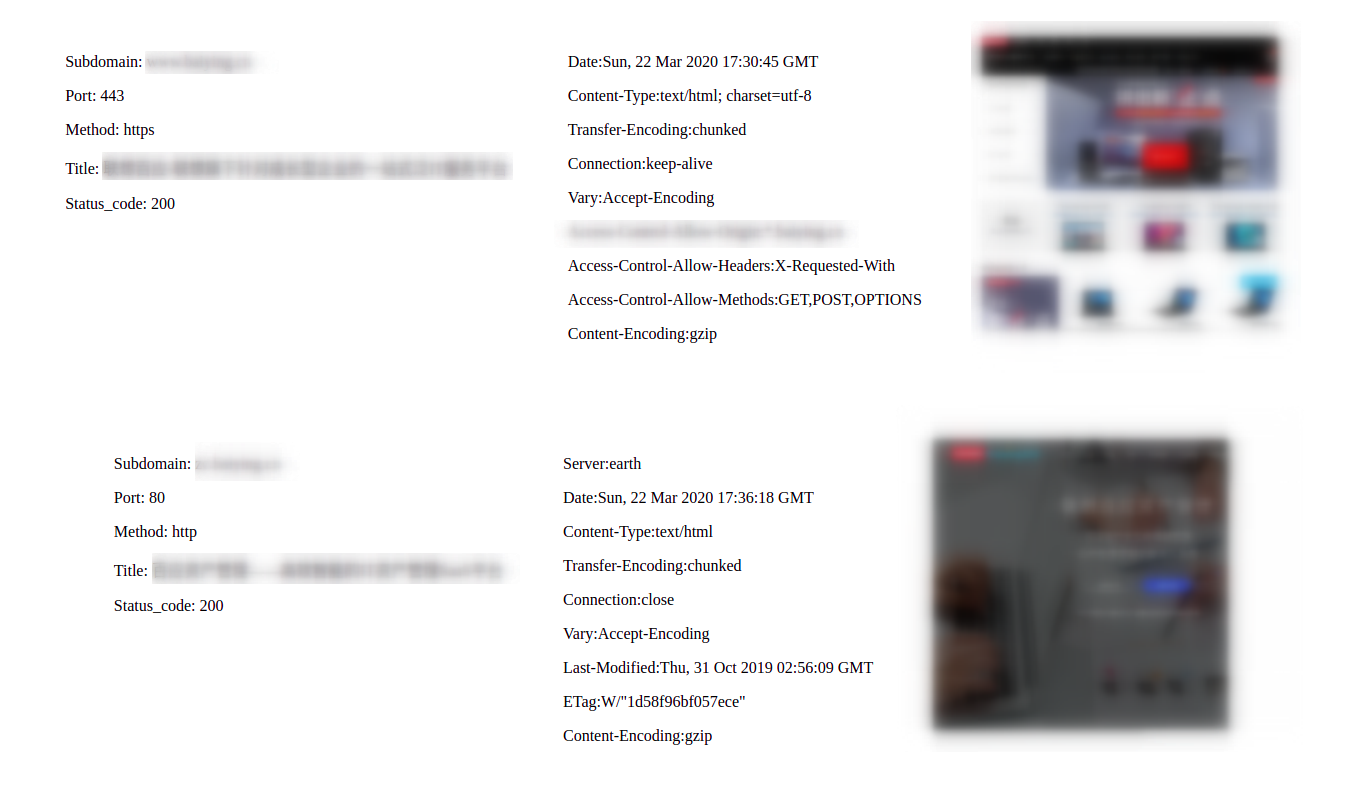 Subdomain:
Port: 443
Method: https
Title:
Status_code: 200
Date:Sun, 22 Mar 2020 17:30:45 GMT
Content-Type:text/html; charset=utf-8
Transfer-Encoding:chunked
Connection:keep-alive
Vary:Accept-Encoding
Access-Control-Allow-Headers:X-Requested-With
Access-Control-Allow-Methods:GET,POST,OPTIONS
Content-Encoding:gzip
Subdomain:
Port: 80
Method: http
Title:
Status_code: 200
Server:earth
Date:Sun, 22 Mar 2020 17:36:18 GMT
Content-Type:text/html
Transfer-Encoding:chunked
Connection:close
Vary:Accept-Encoding
Last-Modified:Thu, 31 Oct 2019 02:56:09 GMT
ETag:W/"1d58f96bf057ece"
Content-Encoding:gzip